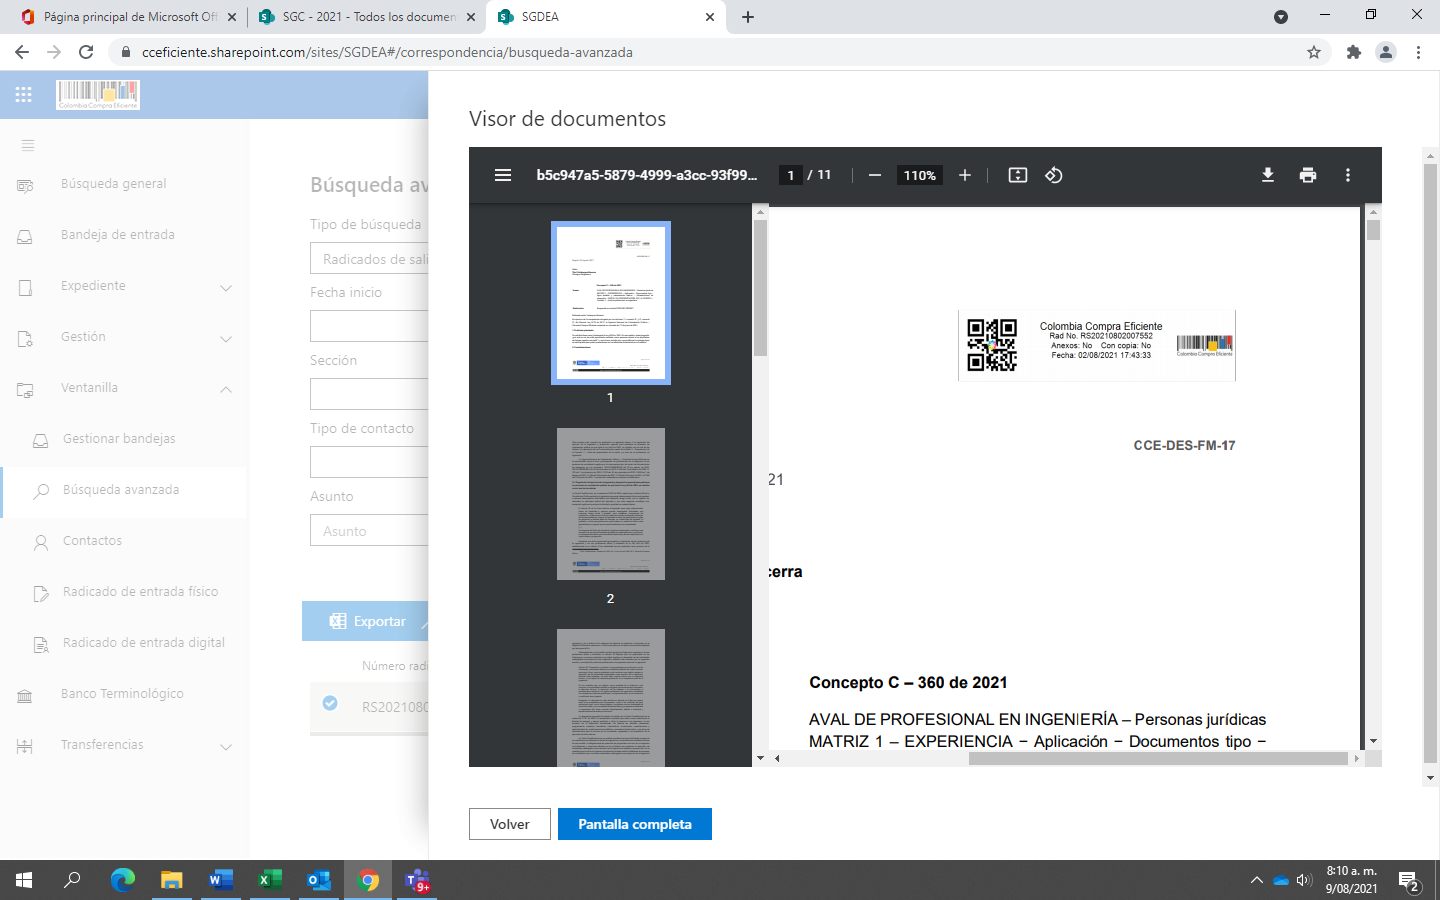 Página principal de Microsoft Off
SGC - 2021 - Todos los documen
SGDEA
cceficiente.sharepoint.com/sites/SGDEA#/correspondencia/busqueda-avanzada
Colombia Compra Eficiente
Búsqueda general
Bandeja de entrada
Expediente
Gestión
Ventanilla
Gestionar bandejas
Búsqueda avanzada
Contactos
Radicado de entrada físico
Radicado de entrada digital
Banco Terminológico
Transferencias
Búsqueda av
Tipo de búsqueda
Radicados de sali
Fecha inicio
Sección
Tipo de contacto
Asunto
Asunto
Exportar
Número radi
RS2021080
Visor de documentos
b5c947a5-5879-4999-a3cc-93f99...
1 / 11
110%
1
2
Colombia Compra Eficiente
Rad No. RS20210802007552
Anexos: No Con copia: No
Fecha: 02/08/2021 17:43:33
Colombia Compra Eficiente
CCE-DES-FM-17
21
cerra
Concepto C – 360 de 2021
AVAL DE PROFESIONAL EN INGENIERÍA – Personas jurídicas
MATRIZ 1 – EXPERIENCIA – Aplicación – Documentos tipo –
Volver
Pantalla completa
9+
8:10 a. m.
9/08/2021
2